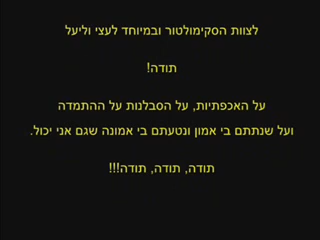 לצוות הסקימולטור ובמיוחד לעצי וליעל
תודה!
על האכפתיות, על הסבלנות על ההתמדה
ועל שנתתם בי אמון ונטעתם בי אמונה שגם אני יכול.
תודה, תודה, תודה!!!